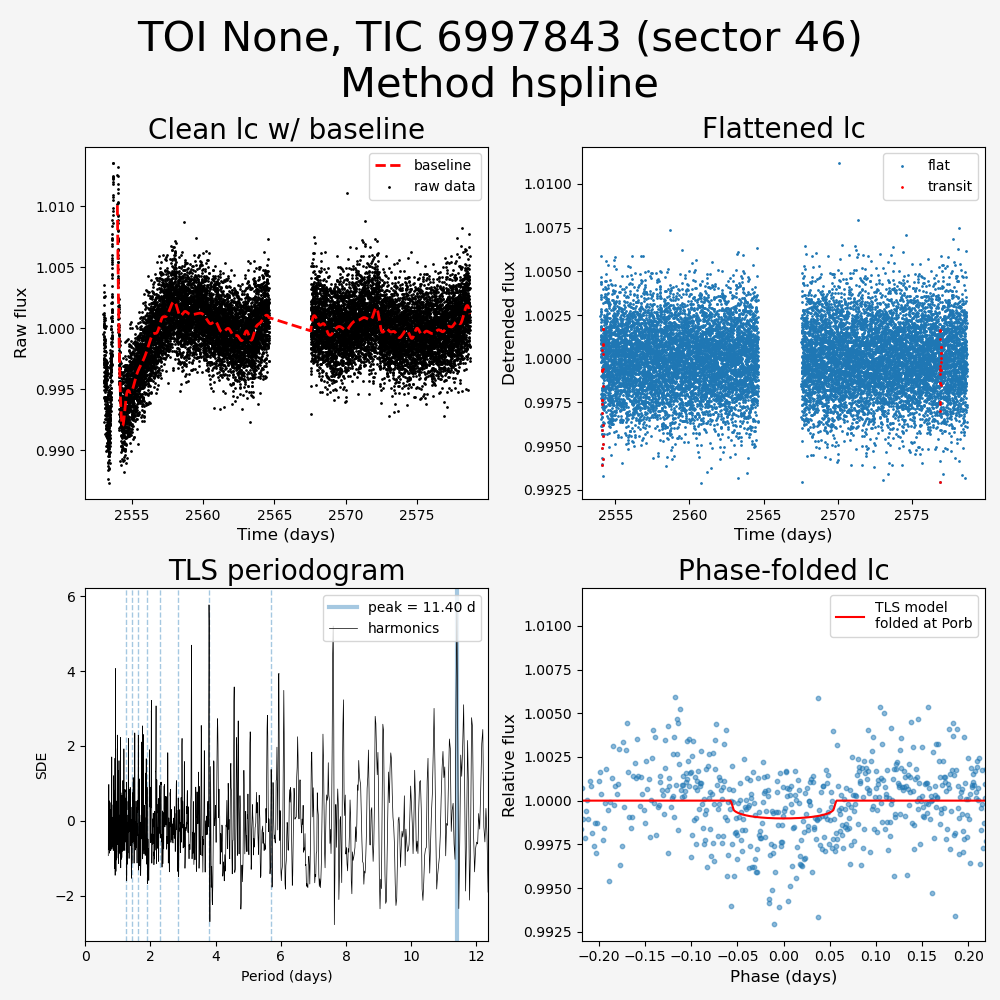 TOI None, TIC 6997843 (sector 46)
Method hspline
Clean lc w/ baseline
baseline
raw data
1.010
1.005
1.000
0.995
0.990
Raw flux
2555 2560 2565 2570 2575
Time (days)
Flattened lc
flat
transit
1.0100
1.0075
1.0050
1.0025
1.0000
0.9975
0.9950
0.9925
Detrended flux
2555 2560 2565 2570 2575
Time (days)
TLS periodogram
peak = 11.40 d
harmonics
6
4
2
0
−2
SDE
0 2 4 6 8 10 12
Period (days)
Phase-folded lc
TLS model
folded at Porb
1.0100
1.0075
1.0050
1.0025
1.0000
0.9975
0.9950
0.9925
Relative flux
−0.20 −0.15 −0.10 −0.05 0.00 0.05 0.10 0.15 0.20
Phase (days)